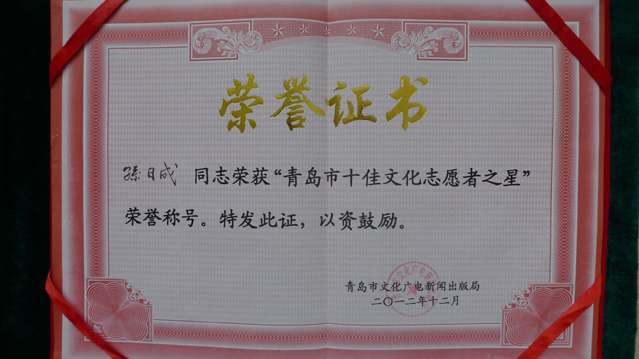 荣誉证书
孫日成 同志荣获“青岛市十佳文化志愿者之星”
荣誉称号。特发此证，以资鼓励。
青岛市文化广电新闻出版局
二〇一二年十二月